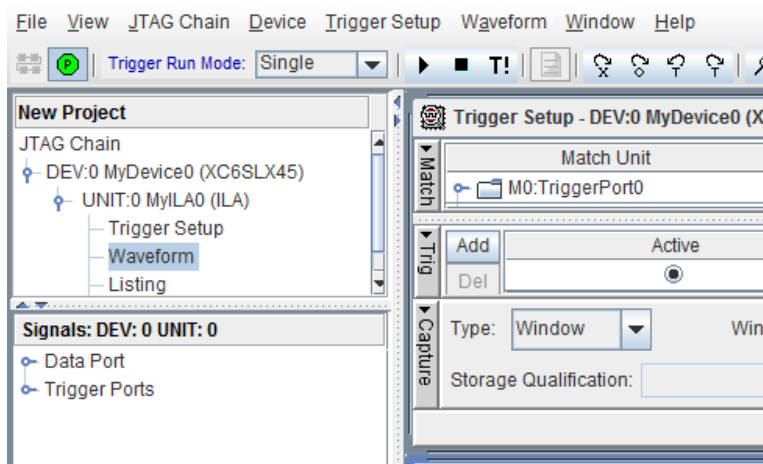 File View JTAG Chain Device Trigger Setup Waveform Window Help
P Trigger Run Mode: Single T!
New Project
JTAG Chain
DEV:0 MyDevice0 (XC6SLX45)
UNIT:0 MyILA0 (ILA)
Trigger Setup
Waveform
Listing
Signals: DEV: 0 UNIT: 0
Data Port
Trigger Ports
Trigger Setup - DEV:0 MyDevice0 (X
Match
Match Unit
M0:TriggerPort0
Trig
Add Active
Del
Capture
Type: Window Win
Storage Qualification: